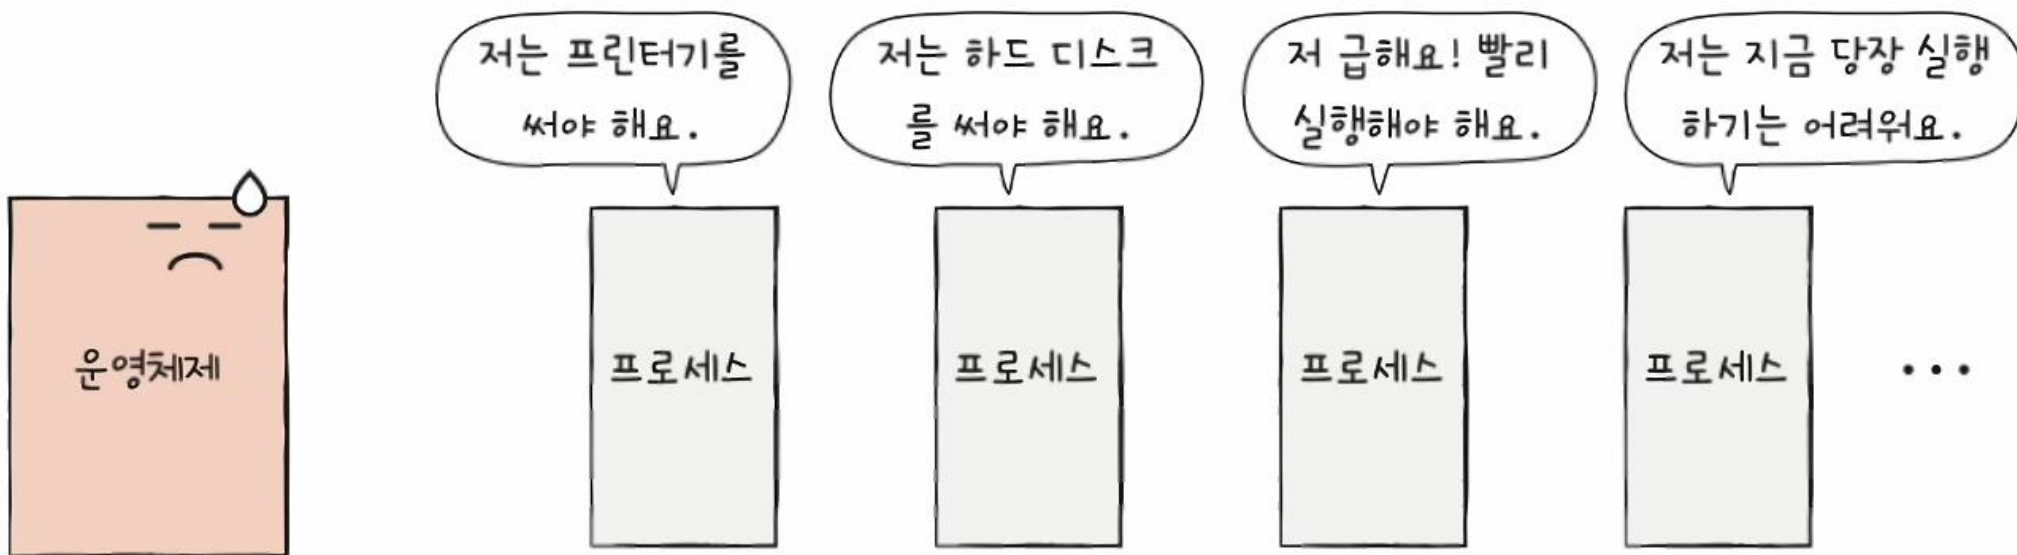 저는 프린터기를
써야 해요.
저는 하드 디스크
를 써야 해요.
저 급해요! 빨리
실행해야 해요.
저는 지금 당장 실행
하기는 어려워요.
운영체제
프로세스
프로세스
프로세스
프로세스
...